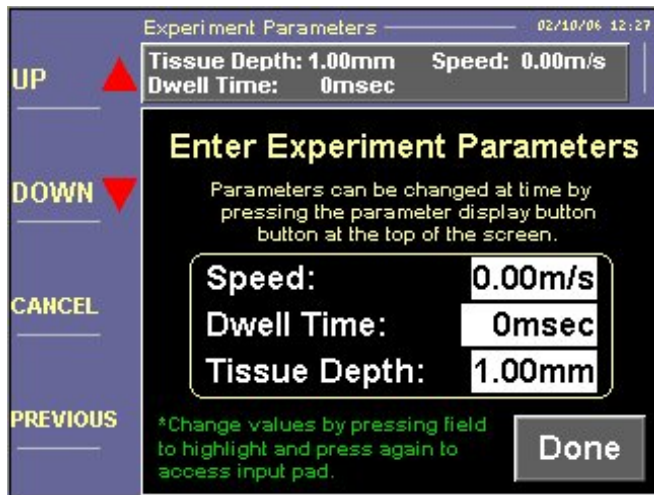 Experiment Parameters 02/10/06 12:27
Tissue Depth: 1.00mm Speed: 0.00m/s
Dwell Time: 0msec
UP
DOWN
CANCEL
PREVIOUS
Enter Experiment Parameters
Parameters can be changed at time by
pressing the parameter display button
button at the top of the screen.
Speed: 0.00m/s
Dwell Time: 0msec
Tissue Depth: 1.00mm
*Change values by pressing field
to highlight and press again to
access input pad.
Done